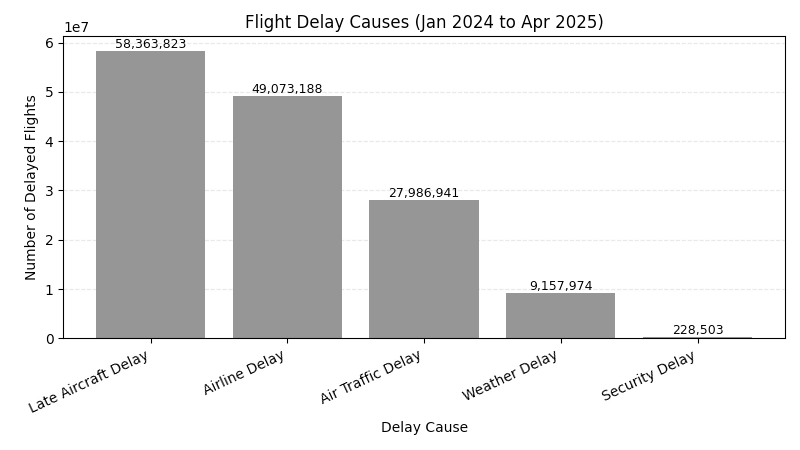 Flight Delay Causes (Jan 2024 to Apr 2025)
1e7
Number of Delayed Flights
6
5
4
3
2
1
0
58,363,823
49,073,188
27,986,941
9,157,974
228,503
Late Aircraft Delay
Airline Delay
Air Traffic Delay
Weather Delay
Security Delay
Delay Cause